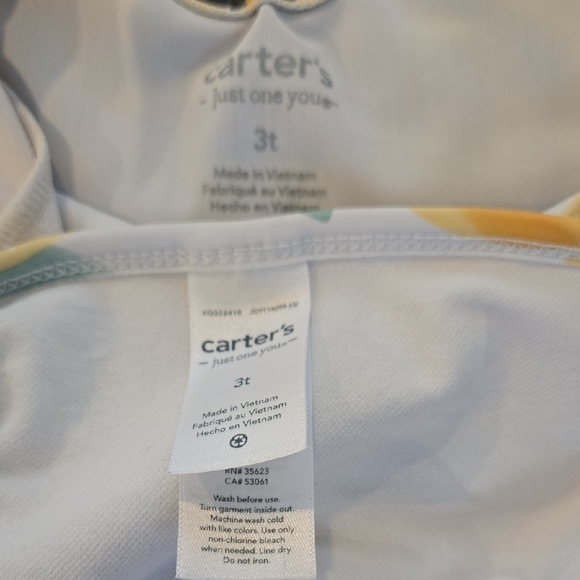 carter's
- just one you®-
3t
Made in Vietnam
Fabriqué au Vietnam
Hecho en Vietnam
carter's
- just one you® -
3t
Made in Vietnam
Fabriqué au Vietnam
Hecho en Vietnam
RN# 35623
CA# 53061
Wash before use.
Turn garment inside out.
Machine wash cold
with like colors. Use only
non-chlorine bleach
when needed. Line dry
Do not iron.